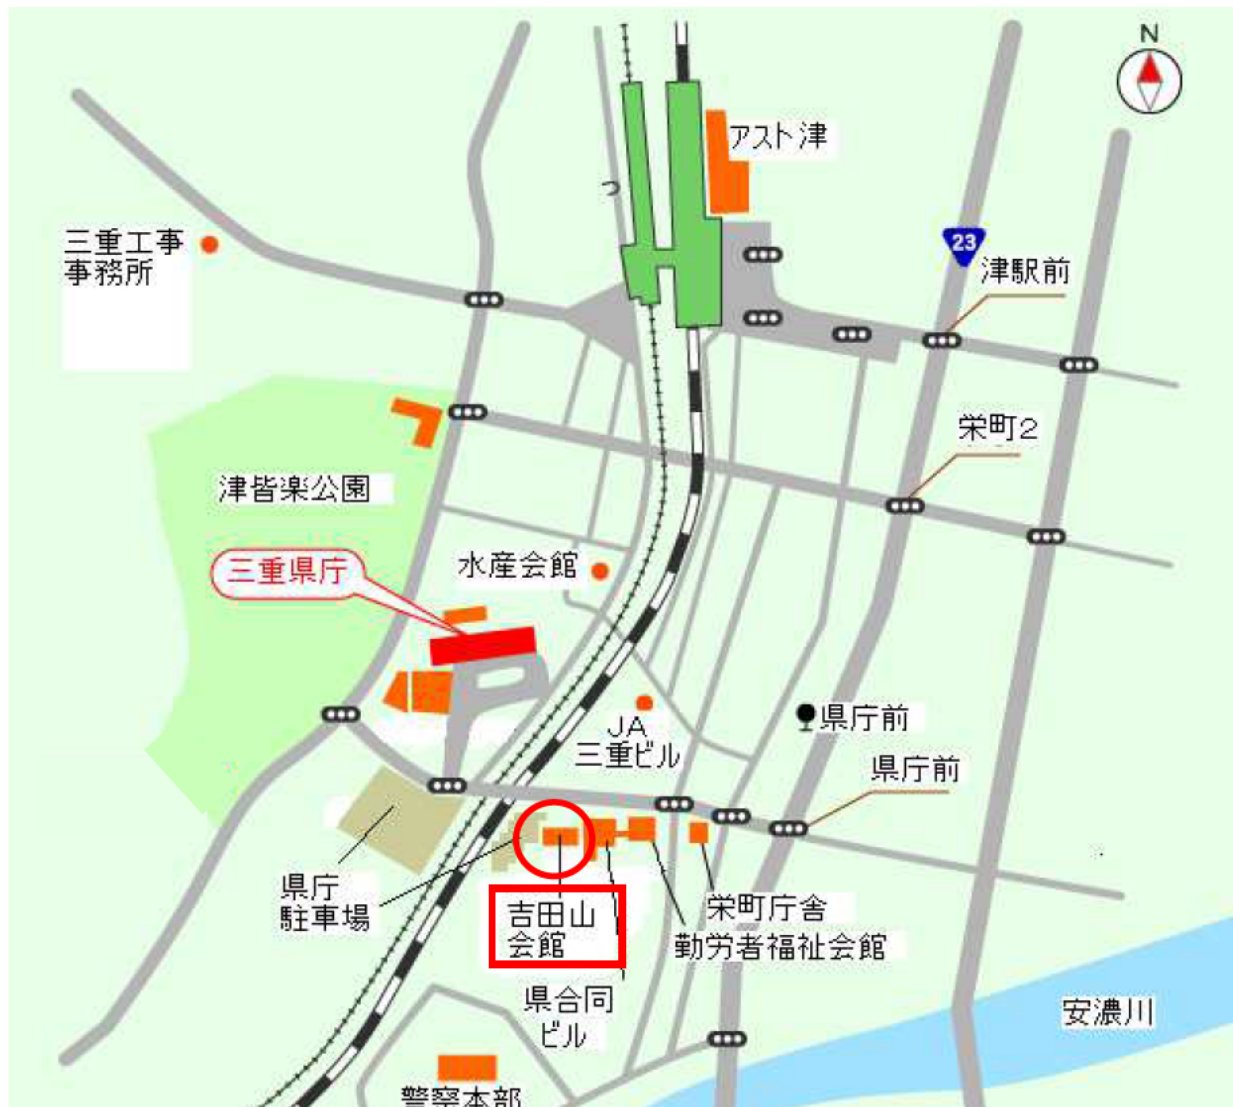 N
アスト津
つ
23
三重工事
事務所
津駅前
栄町2
津皆楽公園
水産会館
三重県庁
JA
三重ビル
県庁前
県庁前
県庁
駐車場
吉田山
会館
栄町庁舎
勤労者福祉会館
県合同
ビル
安濃川
警察本部